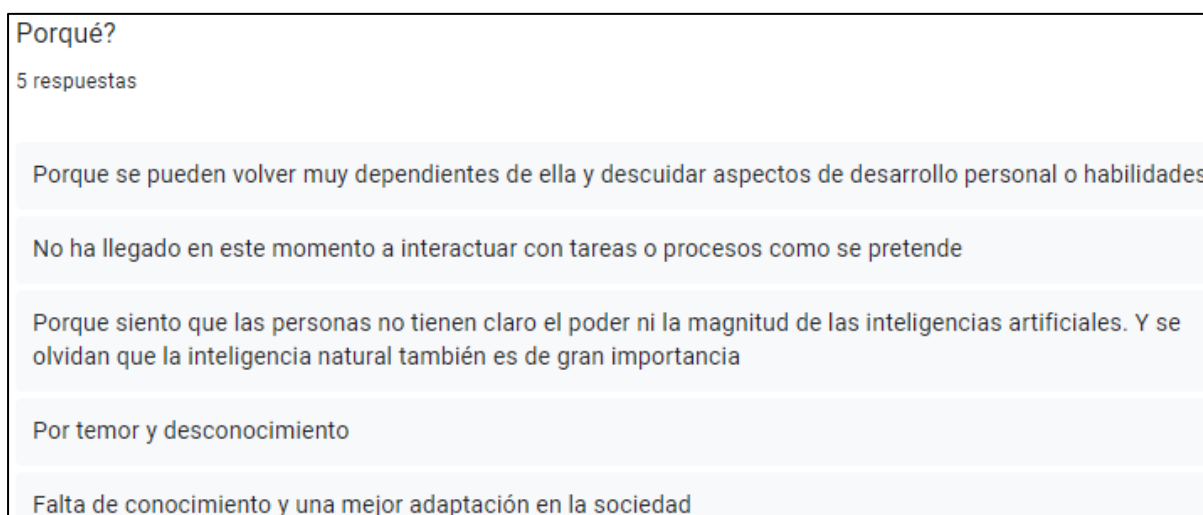 Porqué?
5 respuestas
Porque se pueden volver muy dependientes de ella y descuidar aspectos de desarrollo personal o habilidades
No ha llegado en este momento a interactuar con tareas o procesos como se pretende
Porque siento que las personas no tienen claro el poder ni la magnitud de las inteligencias artificiales. Y se
olvidan que la inteligencia natural también es de gran importancia
Por temor y desconocimiento
Falta de conocimiento y una mejor adaptación en la sociedad